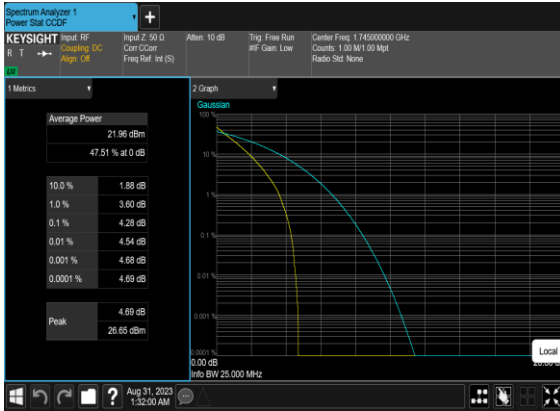 Spectrum Analyzer 1
Power Stat CCDF
+
KEYSIGHT
R T
LXI
Input: RF
Coupling: DC
Align: Off
Input Z: 50 Ω
Corr CCorr
Freq Ref: Int (S)
Atten: 10 dB
Trig: Free Run
#IF Gain: Low
Center Freq: 1.745000000 GHz
Counts: 1.00 M/1.00 Mpt
Radio Std: None
1 Metrics
Average Power
21.96 dBm
47.51 % at 0 dB
10.0 % 1.88 dB
1.0 % 3.60 dB
0.1 % 4.28 dB
0.01 % 4.54 dB
0.001 % 4.68 dB
0.0001 % 4.69 dB
Peak
4.69 dB
26.65 dBm
2 Graph
Gaussian
100 %
10 %
1 %
0.1 %
0.01 %
0.001 %
0.0001 %
0.00 dB
Info BW 25.000 MHz
Local
Aug 31, 2023
1:32:00 AM